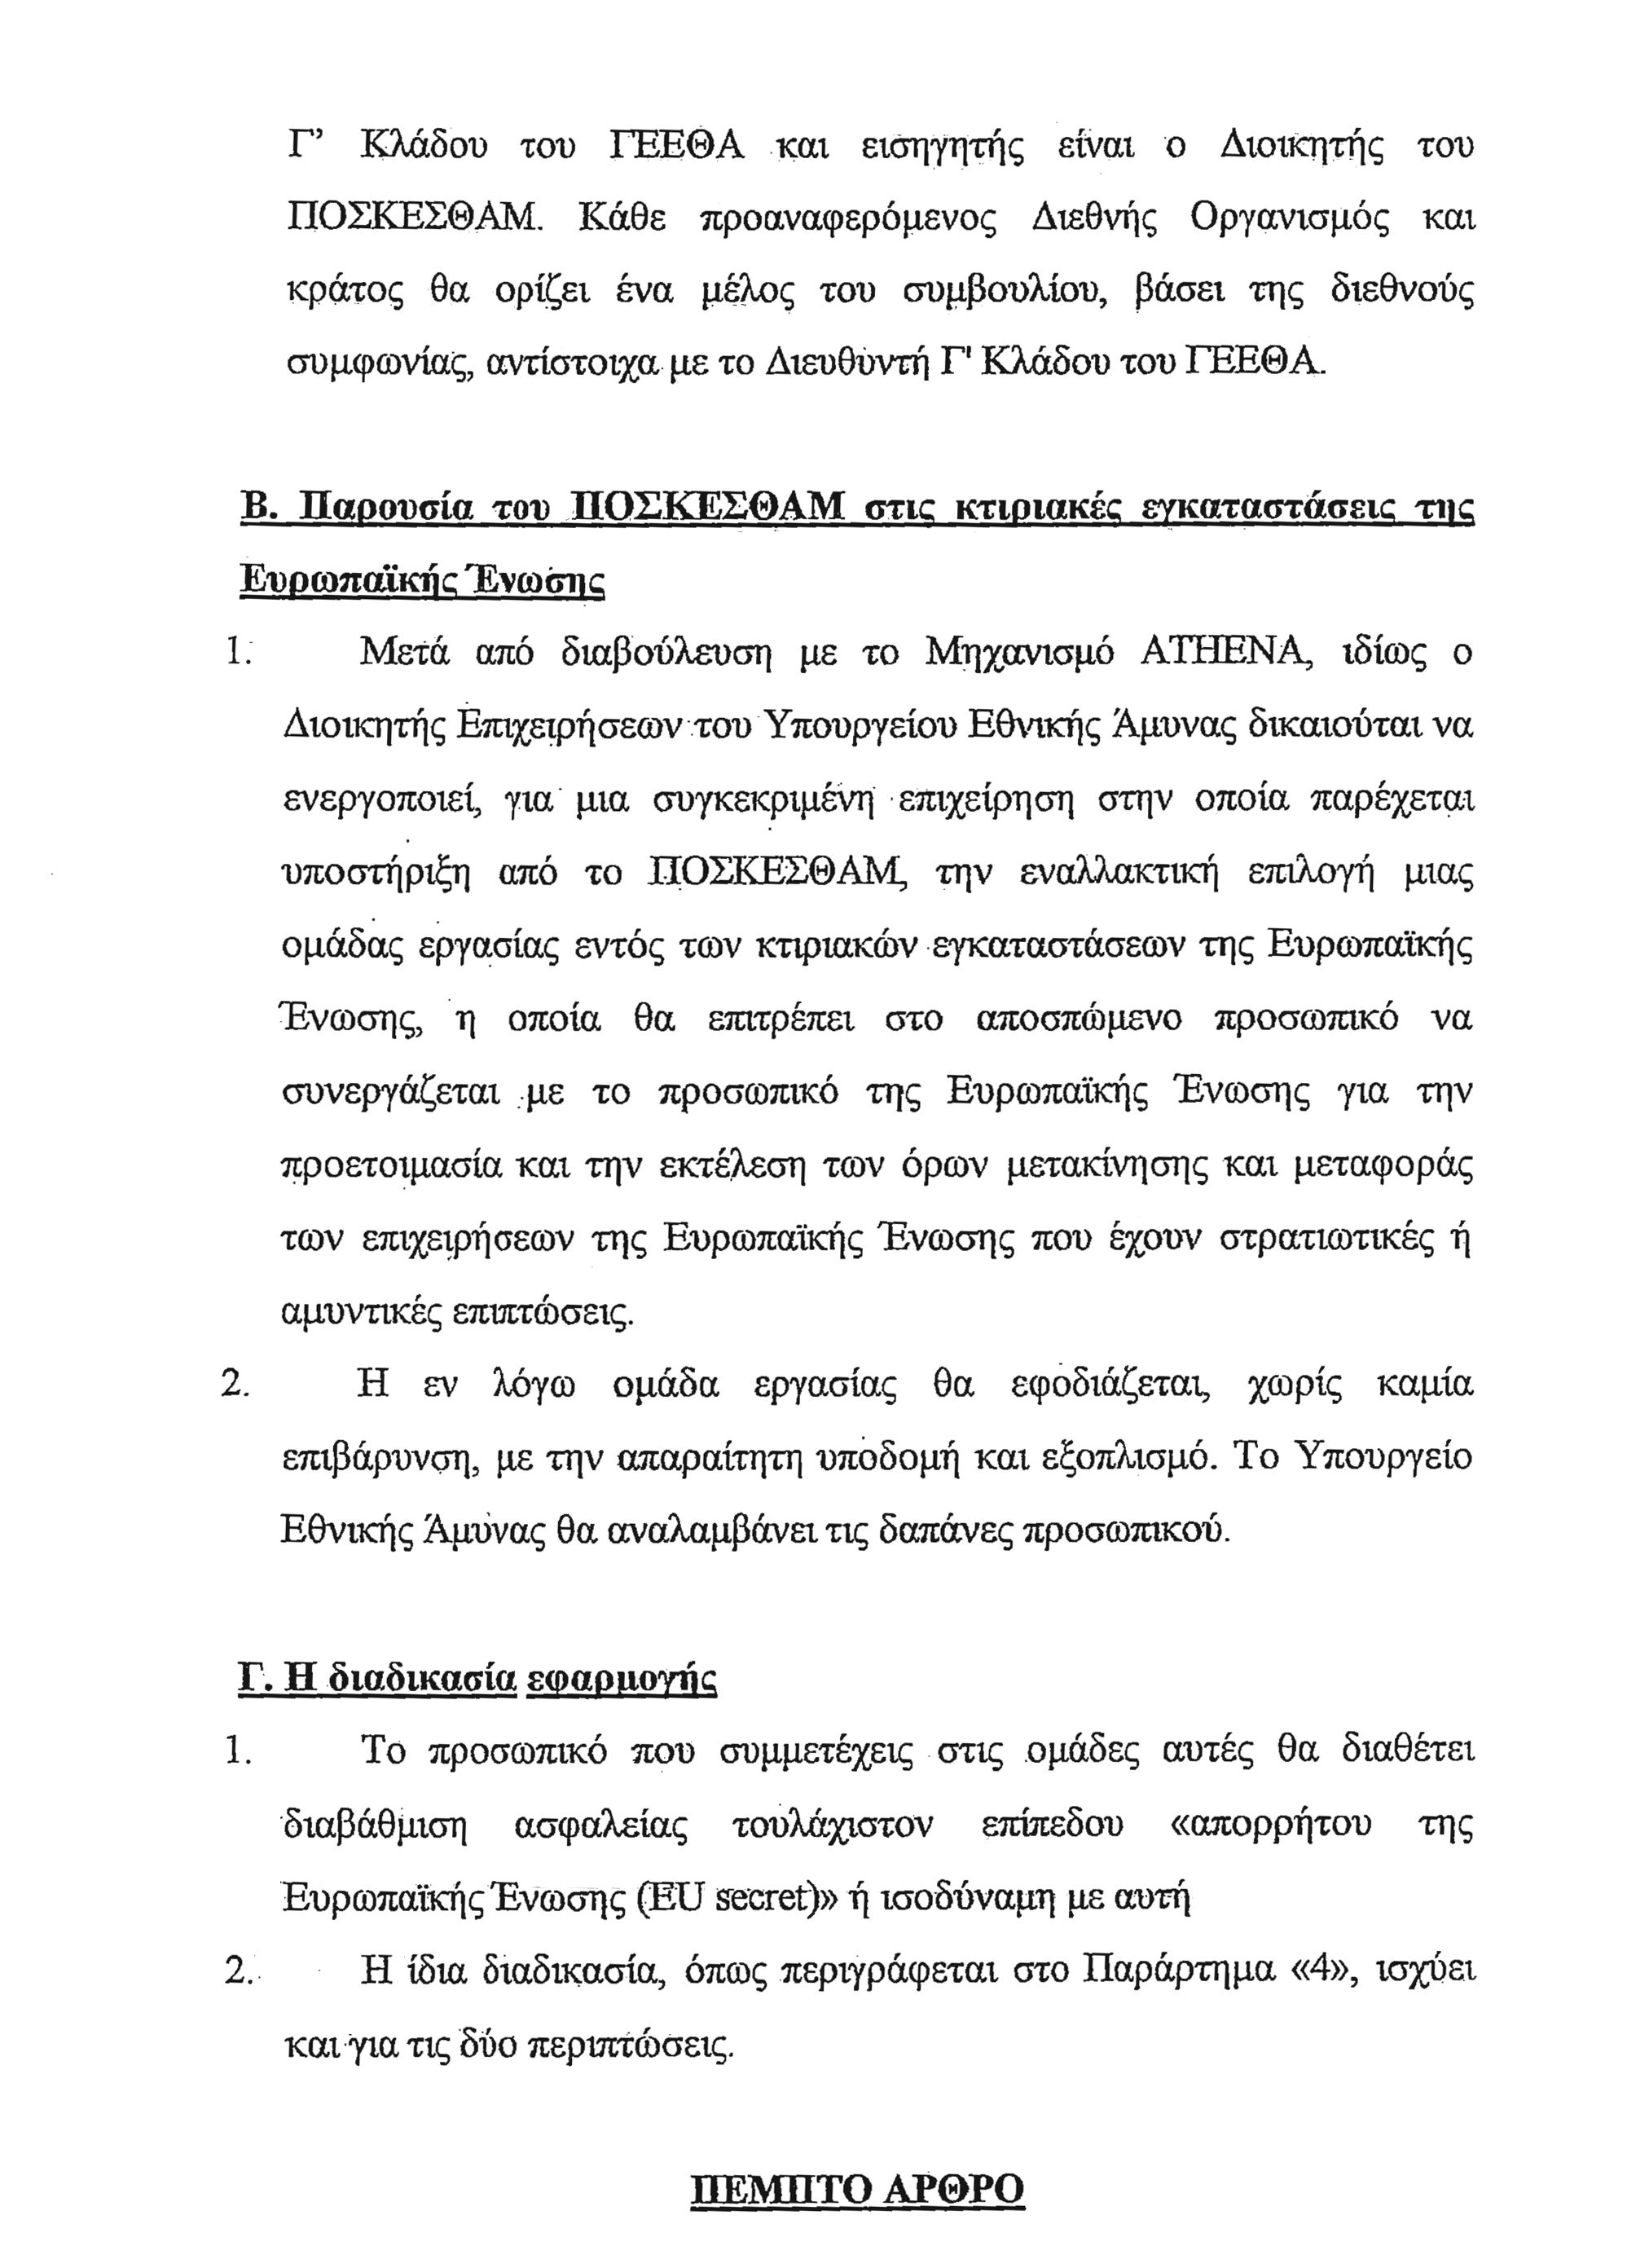 Γ’ Κλάδου του ΓΕΕΘΑ και εισηγητής είναι ο Διοικητής του
ΠΟΣΚΕΣΘΑΜ. Κάθε προαναφερόμενος Διεθνής Οργανισμός και
κράτος θα ορίζει ένα μέλος του συμβουλίου, βάσει της διεθνούς
συμφωνίας, αντίστοιχα με το Διευθυντή Γ' Κλάδου του ΓΕΕΘΑ.
Β. Παρουσία του ΠΟΣΚΕΣΘΑΜ στις κτιριακές εγκαταστάσεις της
Ευρωπαϊκής Ένωσης
1. Μετά από διαβούλευση με το Μηχανισμό ATHENA, ιδίως ο
Διοικητής Επιχειρήσεων του Υπουργείου Εθνικής Άμυνας δικαιούται να
ενεργοποιεί, για μια συγκεκριμένη επιχείρηση στην οποία παρέχεται
υποστήριξη από το ΠΟΣΚΕΣΘΑΜ, την εναλλακτική επιλογή μιας
ομάδας εργασίας εντός των κτιριακών εγκαταστάσεων της Ευρωπαϊκής
Ένωσης, η οποία θα επιτρέπει στο αποσπώμενο προσωπικό να
συνεργάζεται με το προσωπικό της Ευρωπαϊκής Ένωσης για την
προετοιμασία και την εκτέλεση των όρων μετακίνησης και μεταφοράς
των επιχειρήσεων της Ευρωπαϊκής Ένωσης που έχουν στρατιωτικές ή
αμυντικές επιπτώσεις.
2. Η εν λόγω ομάδα εργασίας θα εφοδιάζεται, χωρίς καμία
επιβάρυνση, με την απαραίτητη υποδομή και εξοπλισμό. Το Υπουργείο
Εθνικής Άμυνας θα αναλαμβάνει τις δαπάνες προσωπικού.
Γ. Η διαδικασία εφαρμογής
1. Το προσωπικό που συμμετέχεις στις ομάδες αυτές θα διαθέτει
διαβάθμιση ασφαλείας τουλάχιστον επίπεδου «απορρήτου της
Ευρωπαϊκής Ένωσης (EU secret)» ή ισοδύναμη με αυτή
2. Η ίδια διαδικασία, όπως περιγράφεται στο Παράρτημα «4», ισχύει
και για τις δύο περιπτώσεις.
ΠΕΜΠΤΟ ΑΡΘΡΟ